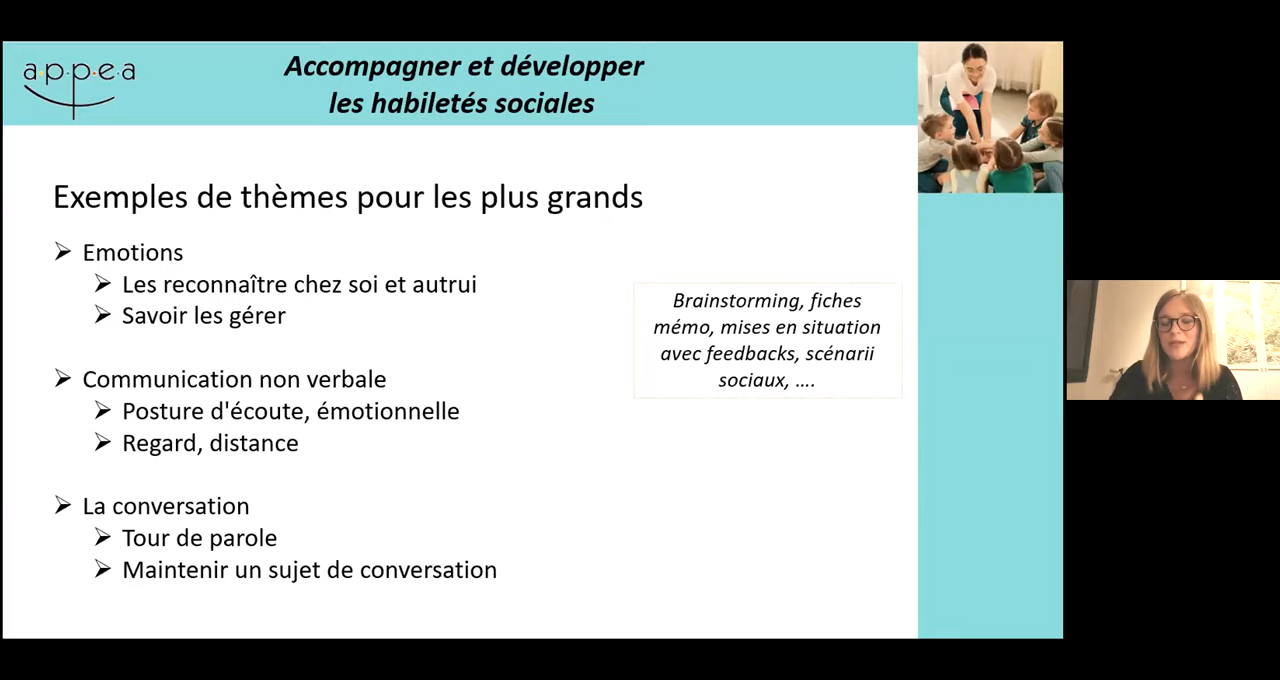 a·p·p·e·a
Accompagner et développer
les habiletés sociales
Exemples de thèmes pour les plus grands
➢ Emotions
➢ Les reconnaître chez soi et autrui
➢ Savoir les gérer
Brainstorming, fiches
mémo, mises en situation
avec feedbacks, scénarii
sociaux, ….
➢ Communication non verbale
➢ Posture d'écoute, émotionnelle
➢ Regard, distance
➢ La conversation
➢ Tour de parole
➢ Maintenir un sujet de conversation